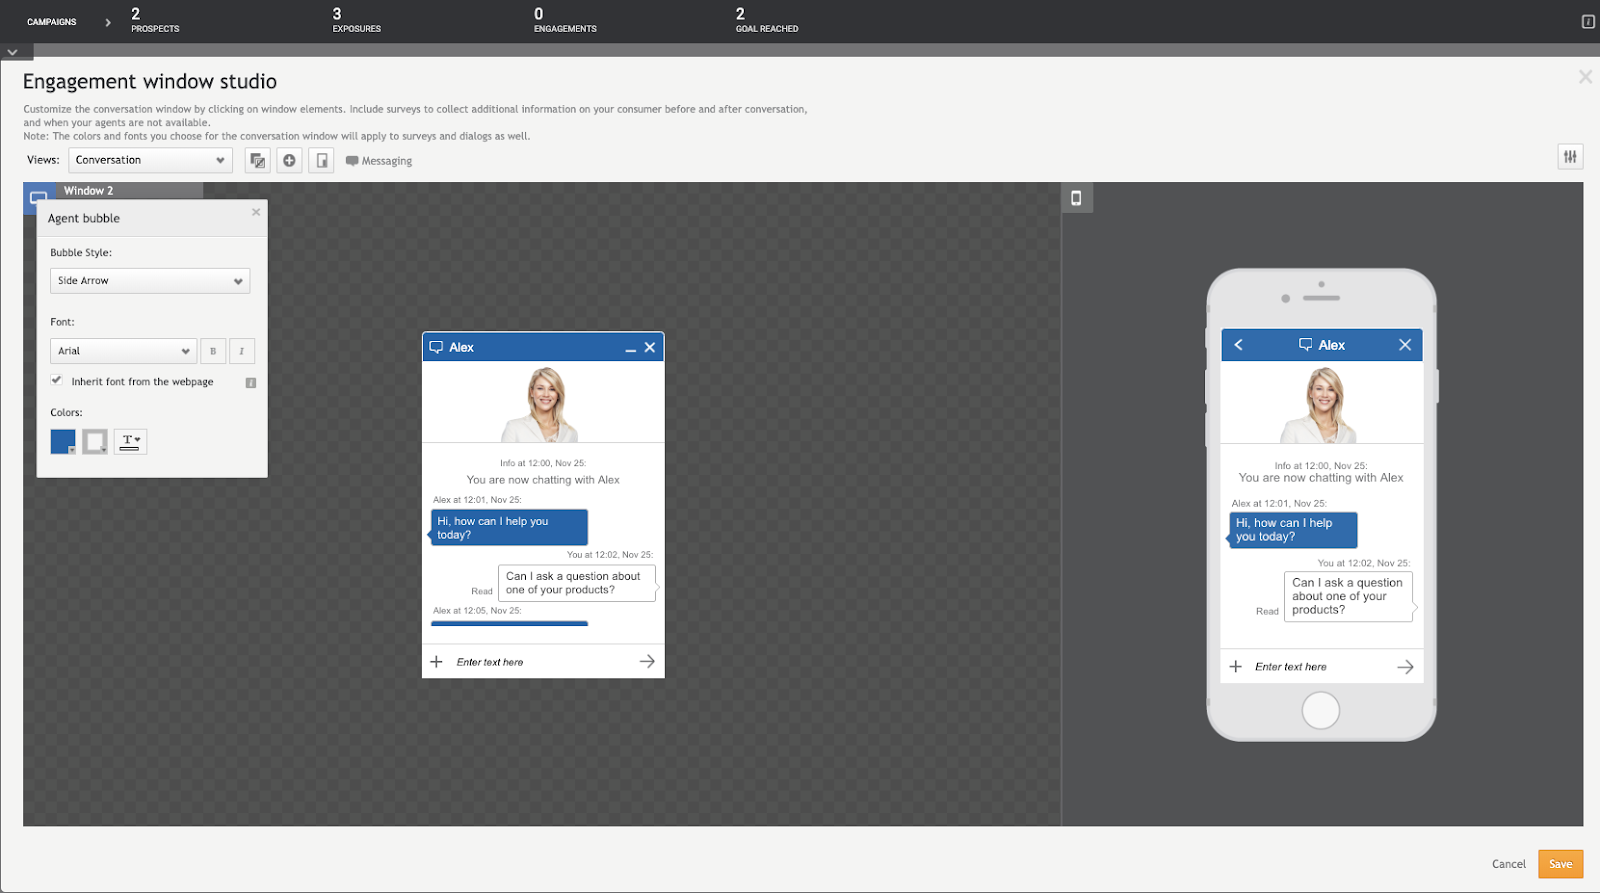 CAMPAIGNS
2
PROSPECTS
3
EXPOSURES
0
ENGAGEMENTS
2
GOAL REACHED
Engagement window studio
Customize the conversation window by clicking on window elements. Include surveys to collect additional information on your consumer before and after conversation,
and when your agents are not available.
Note: The colors and fonts you choose for the conversation window will apply to surveys and dialogs as well.
Views: Conversation Messaging
Window 2
Agent bubble
Bubble Style:
Side Arrow
Font:
Arial B I
Inherit font from the webpage i
Colors:
T
Alex
Info at 12:00, Nov 25:
You are now chatting with Alex
Alex at 12:01, Nov 25:
Hi, how can I help you
today?
You at 12:02, Nov 25:
Can I ask a question about
one of your products?
Read
Alex at 12:05, Nov 25:
Enter text here
Alex
Info at 12:00, Nov 25:
You are now chatting with Alex
Alex at 12:01, Nov 25:
Hi, how can I help
you today?
You at 12:02, Nov 25:
Can I ask a question
about one of your
products?
Read
Enter text here
Cancel Save